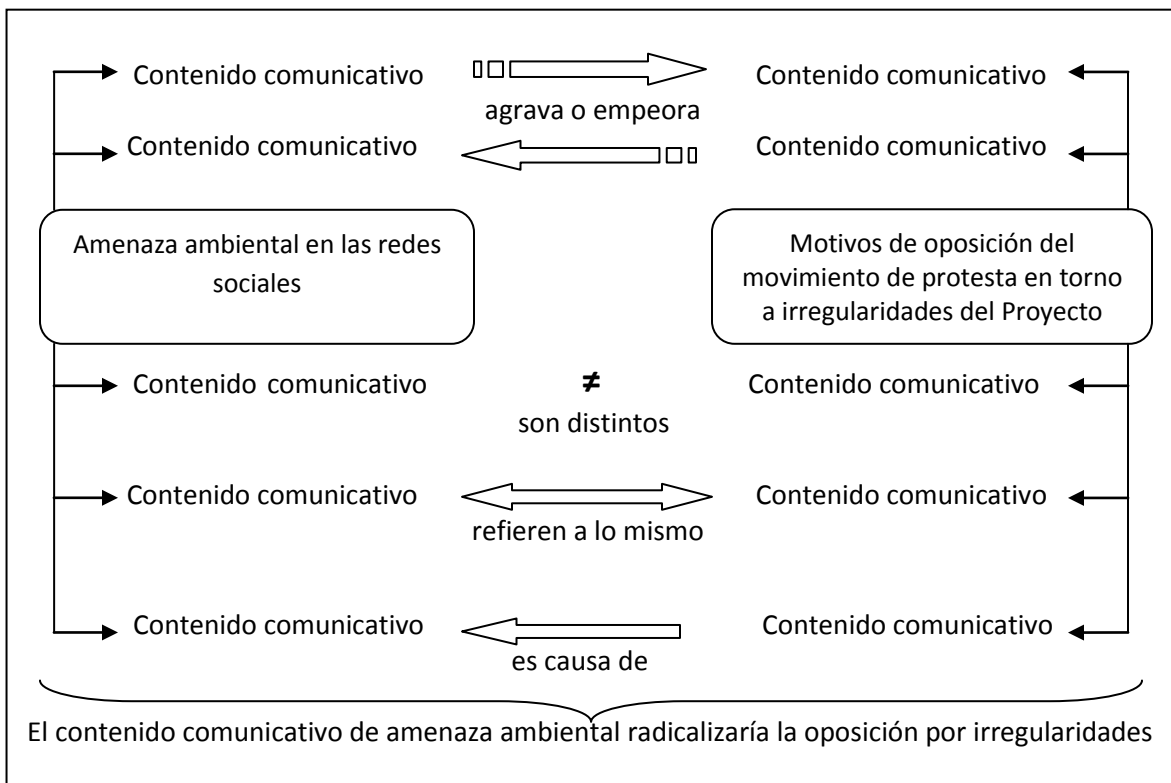 Contenido comunicativo
Contenido comunicativo
agrava o empeora
Contenido comunicativo
Contenido comunicativo
Amenaza ambiental en las redes
sociales
Motivos de oposición del
movimiento de protesta en torno
a irregularidades del Proyecto
Contenido comunicativo
≠
Contenido comunicativo
son distintos
Contenido comunicativo
Contenido comunicativo
refieren a lo mismo
Contenido comunicativo
Contenido comunicativo
es causa de
El contenido comunicativo de amenaza ambiental radicalizaría la oposición por irregularidades